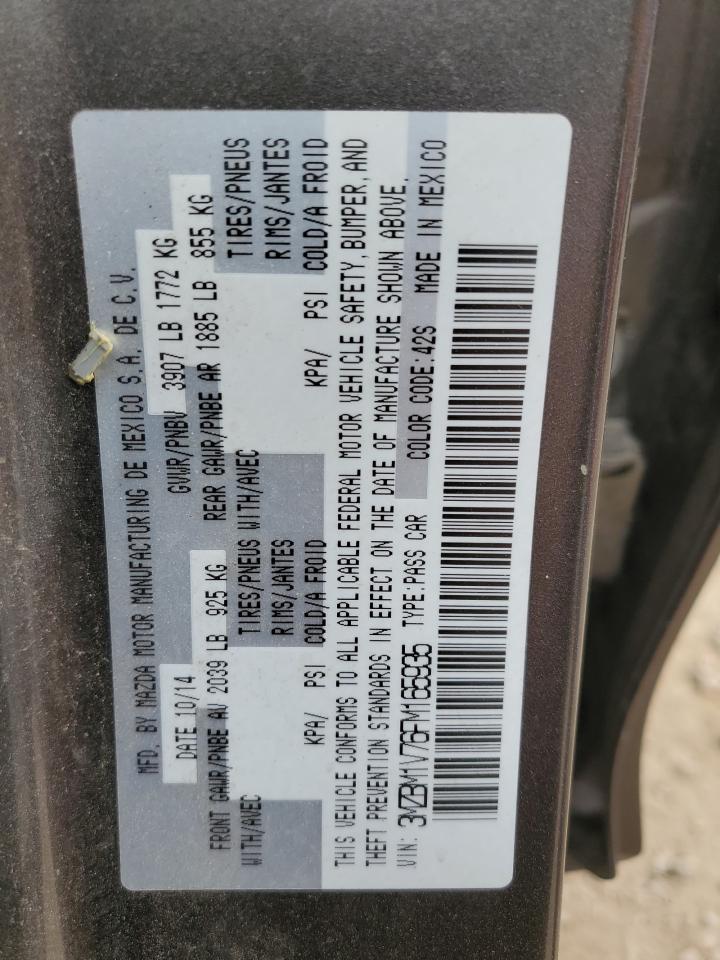 MFD. BY MAZDA MOTOR MANUFACTURING DE MEXICO S.A. DE C.V.
DATE 10/14 GVWR/PNBV 3907 LB 1772 KG
FRONT GAWR/PNBE AV 2039 LB 925 KG REAR GAWR/PNBE AR 1885 LB 855 KG
WITH/AVEC TIRES/PNEUS WITH/AVEC TIRES/PNEUS
RIMS/JANTES RIMS/JANTES
KPA/ PSI COLD/A FROID KPA/ PSI COLD/A FROID
THIS VEHICLE CONFORMS TO ALL APPLICABLE FEDERAL MOTOR VEHICLE SAFETY, BUMPER, AND
THEFT PREVENTION STANDARDS IN EFFECT ON THE DATE OF MANUFACTURE SHOWN ABOVE.
VIN: 3MZBM1V76FM165935 TYPE:PASS CAR COLOR CODE:42S MADE IN MEXICO